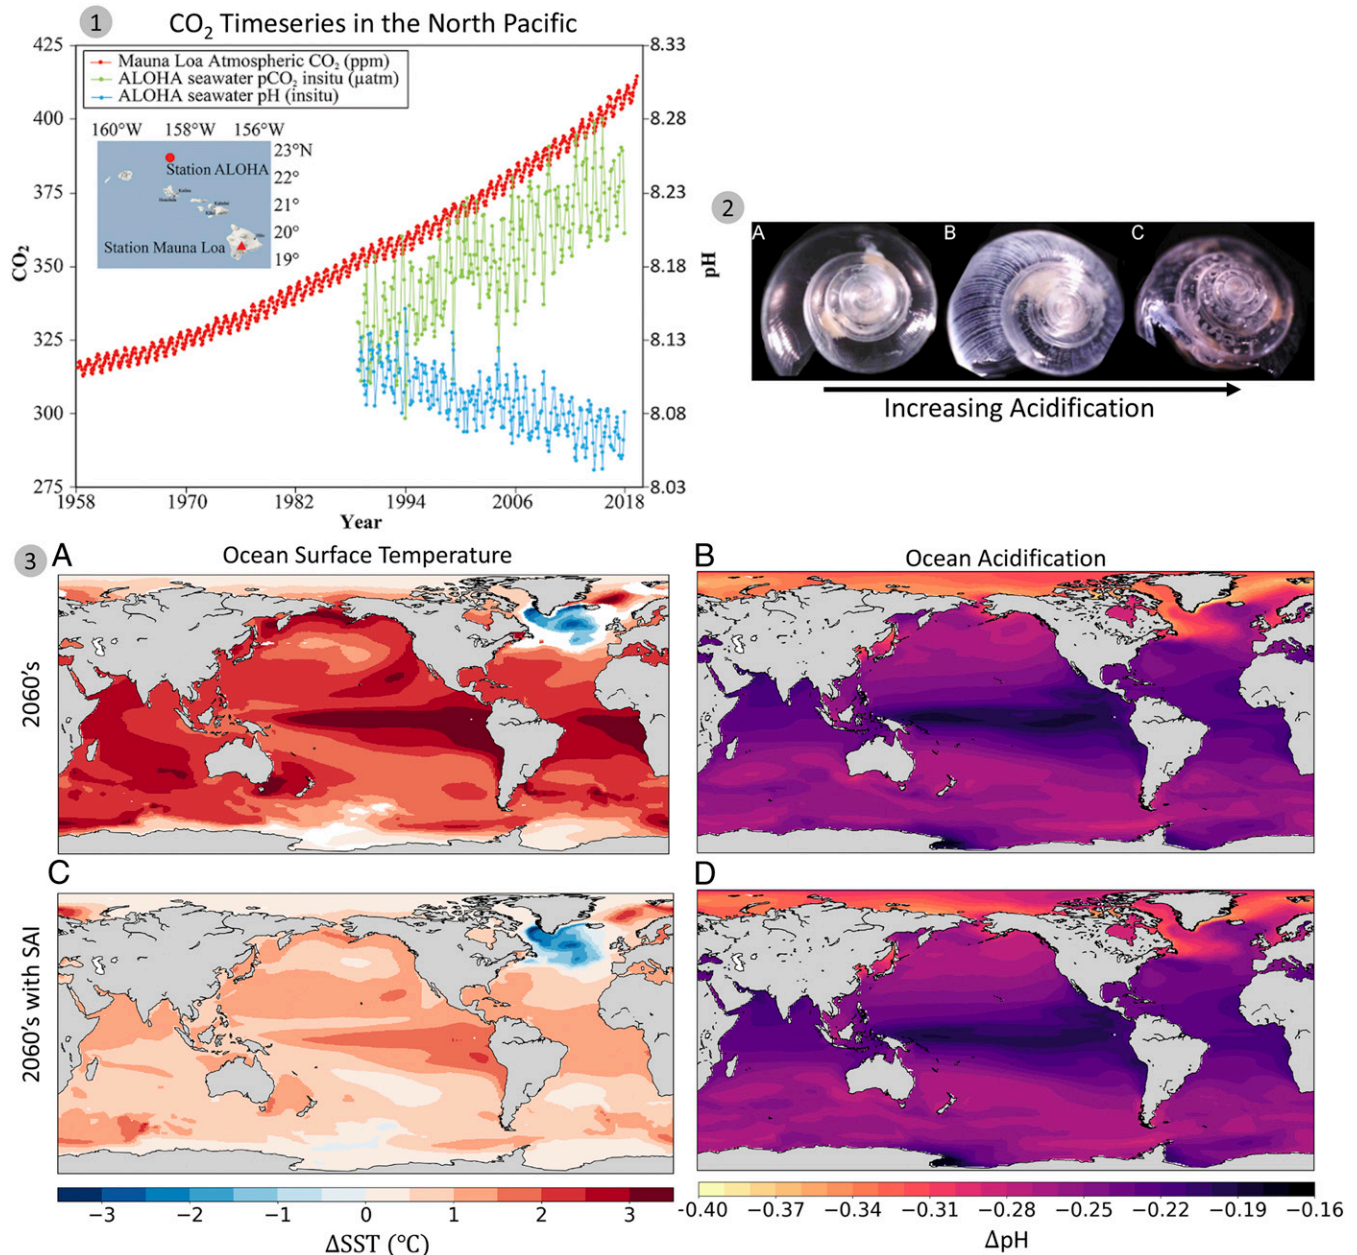 1
CO₂ Timeseries in the North Pacific
425
400
375
350
325
300
275
CO₂
Mauna Loa Atmospheric CO₂ (ppm)
ALOHA seawater pCO₂ insitu (µatm)
ALOHA seawater pH (insitu)
160°W 158°W 156°W
23°N
Station ALOHA
22°
21°
20°
Station Mauna Loa
19°
8.33
8.28
8.23
8.18
8.13
8.08
8.03
pH
1958 1970 1982 1994 2006 2018
Year
2
A B C
Increasing Acidification
3
A
Ocean Surface Temperature
B
Ocean Acidification
2060's
C
D
2060's with SAI
−3 −2 −1 0 1 2 3
ΔSST (°C)
-0.40 −0.37 −0.34 −0.31 −0.28 −0.25 −0.22 −0.19 −0.16
ΔpH